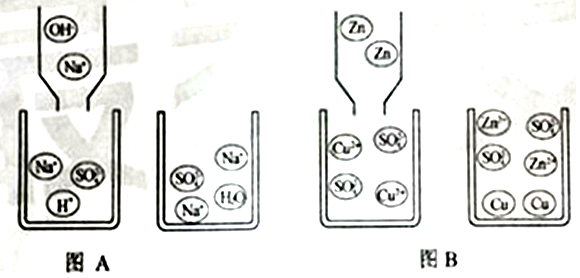 OH⁻
Na⁺
Na⁺
SO₄²⁻
H⁺
SO₄²⁻
Na⁺
Na⁺
H₂O
Zn
Zn
Cu²⁺
SO₄²⁻
SO₄²⁻
Cu²⁺
Zn²⁺
SO₄²⁻
SO₄²⁻
Zn²⁺
Cu
Cu
图 A
图 B